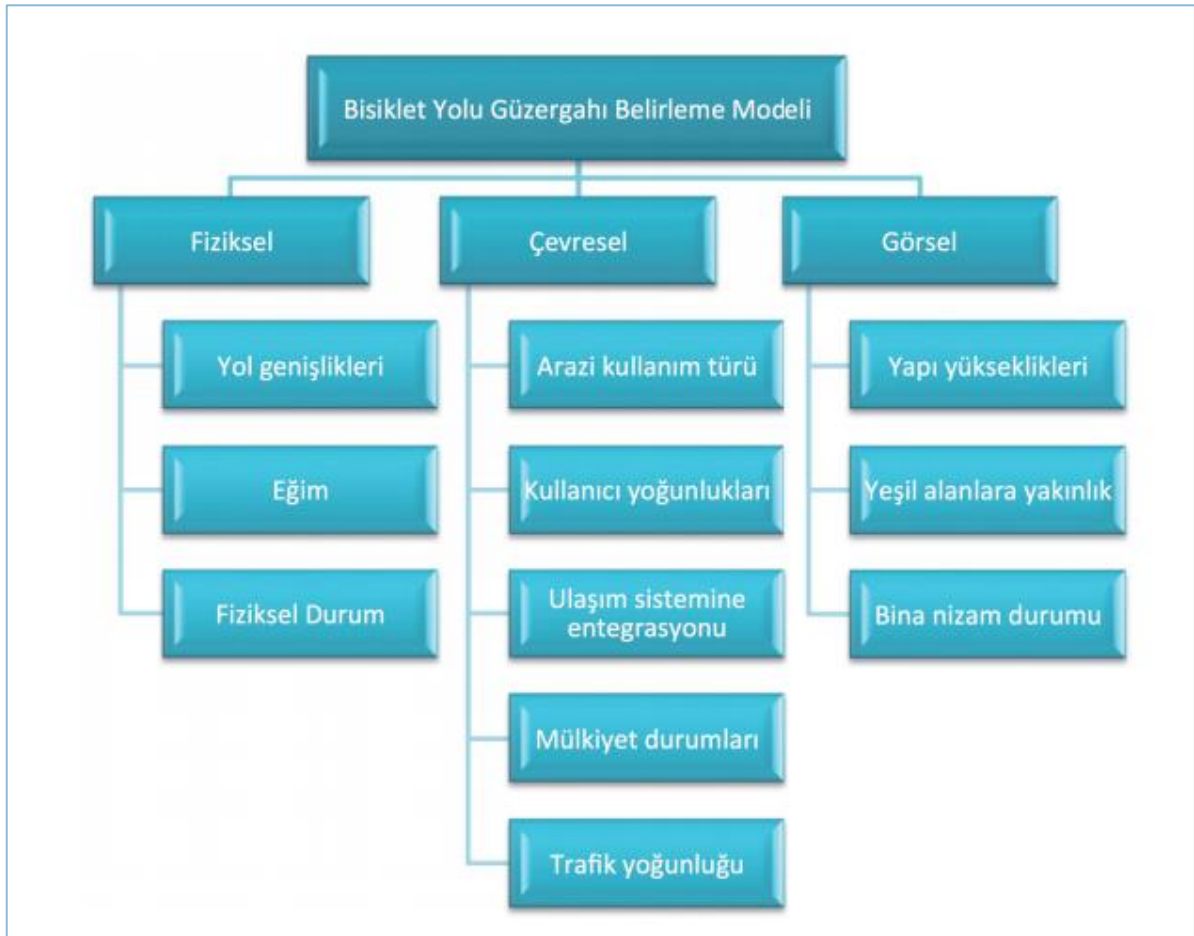 Bisiklet Yolu Güzergahı Belirleme Modeli
Fiziksel
Yol genişlikleri
Eğim
Fiziksel Durum
Çevresel
Arazi kullanım türü
Kullanıcı yoğunlukları
Ulaşım sistemine
entegrasyonu
Mülkiyet durumları
Trafik yoğunluğu
Görsel
Yapı yükseklikleri
Yeşil alanlara yakınlık
Bina nizam durumu